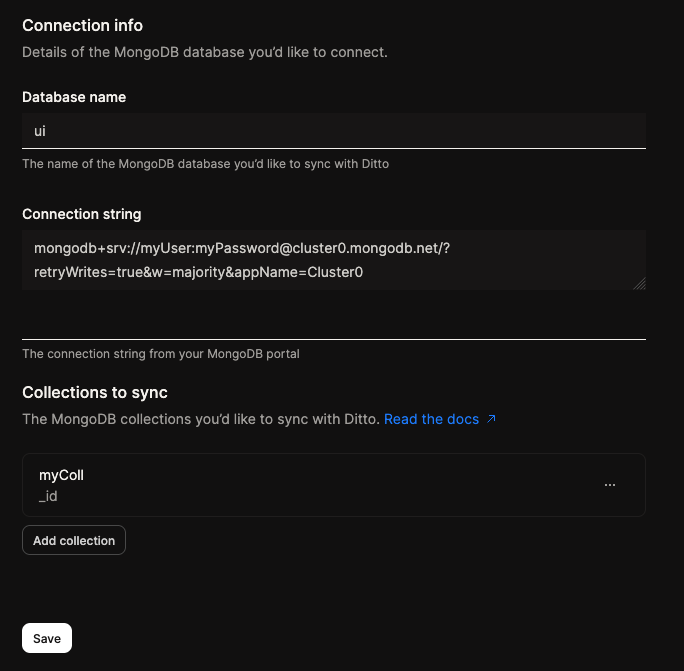 Connection info
Details of the MongoDB database you’d like to connect.
Database name
ui
The name of the MongoDB database you’d like to sync with Ditto
Connection string
mongodb+srv://myUser:myPassword@cluster0.mongodb.net/?
retryWrites=true&w=majority&appName=Cluster0
The connection string from your MongoDB portal
Collections to sync
The MongoDB collections you’d like to sync with Ditto. Read the docs ↗
myColl
...
_id
Add collection
Save